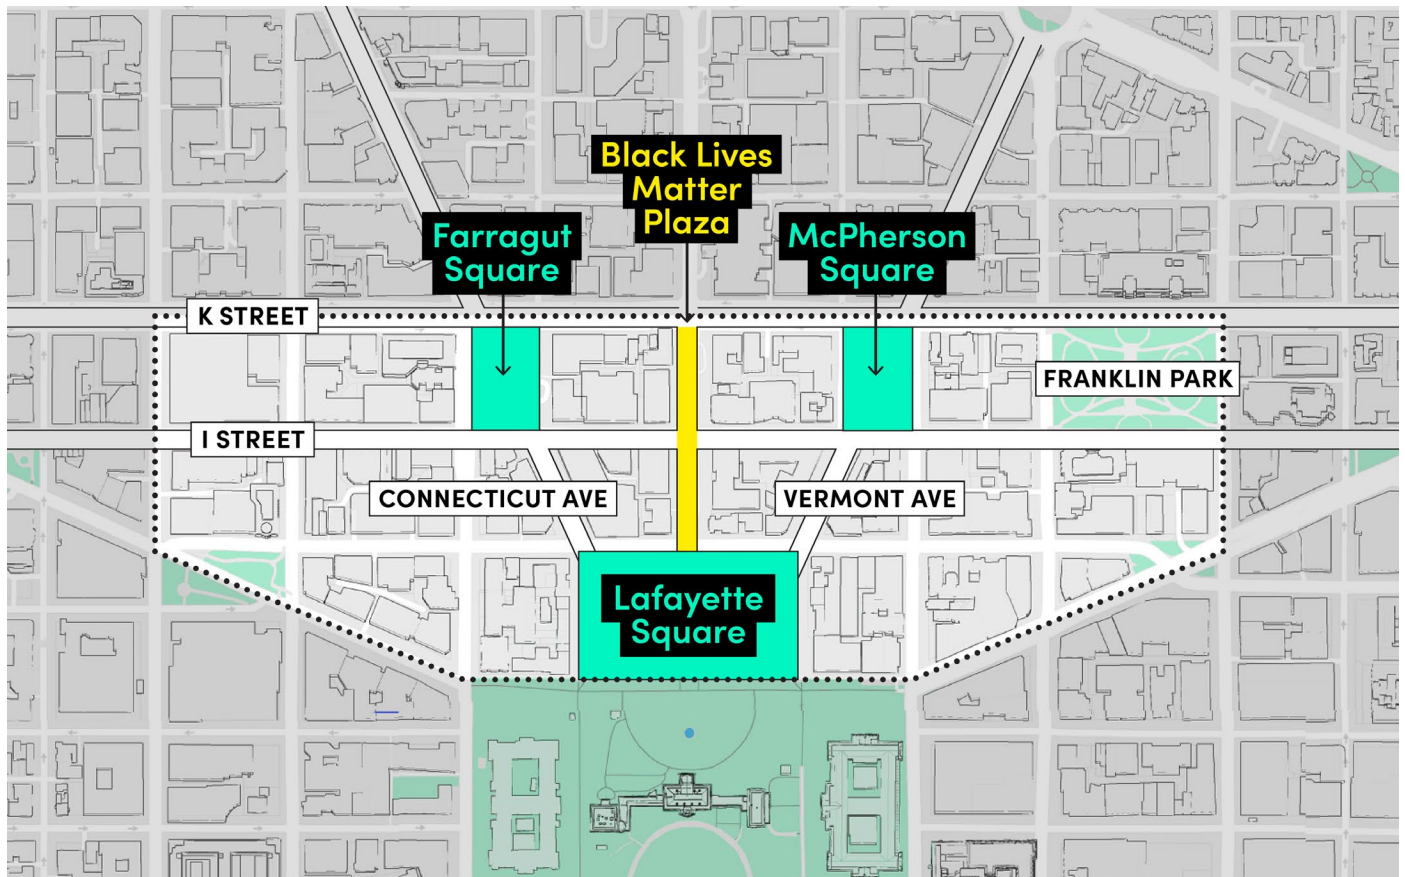 Black Lives
Matter
Plaza
Farragut
Square
McPherson
Square
K STREET
FRANKLIN PARK
I STREET
CONNECTICUT AVE
VERMONT AVE
Lafayette
Square